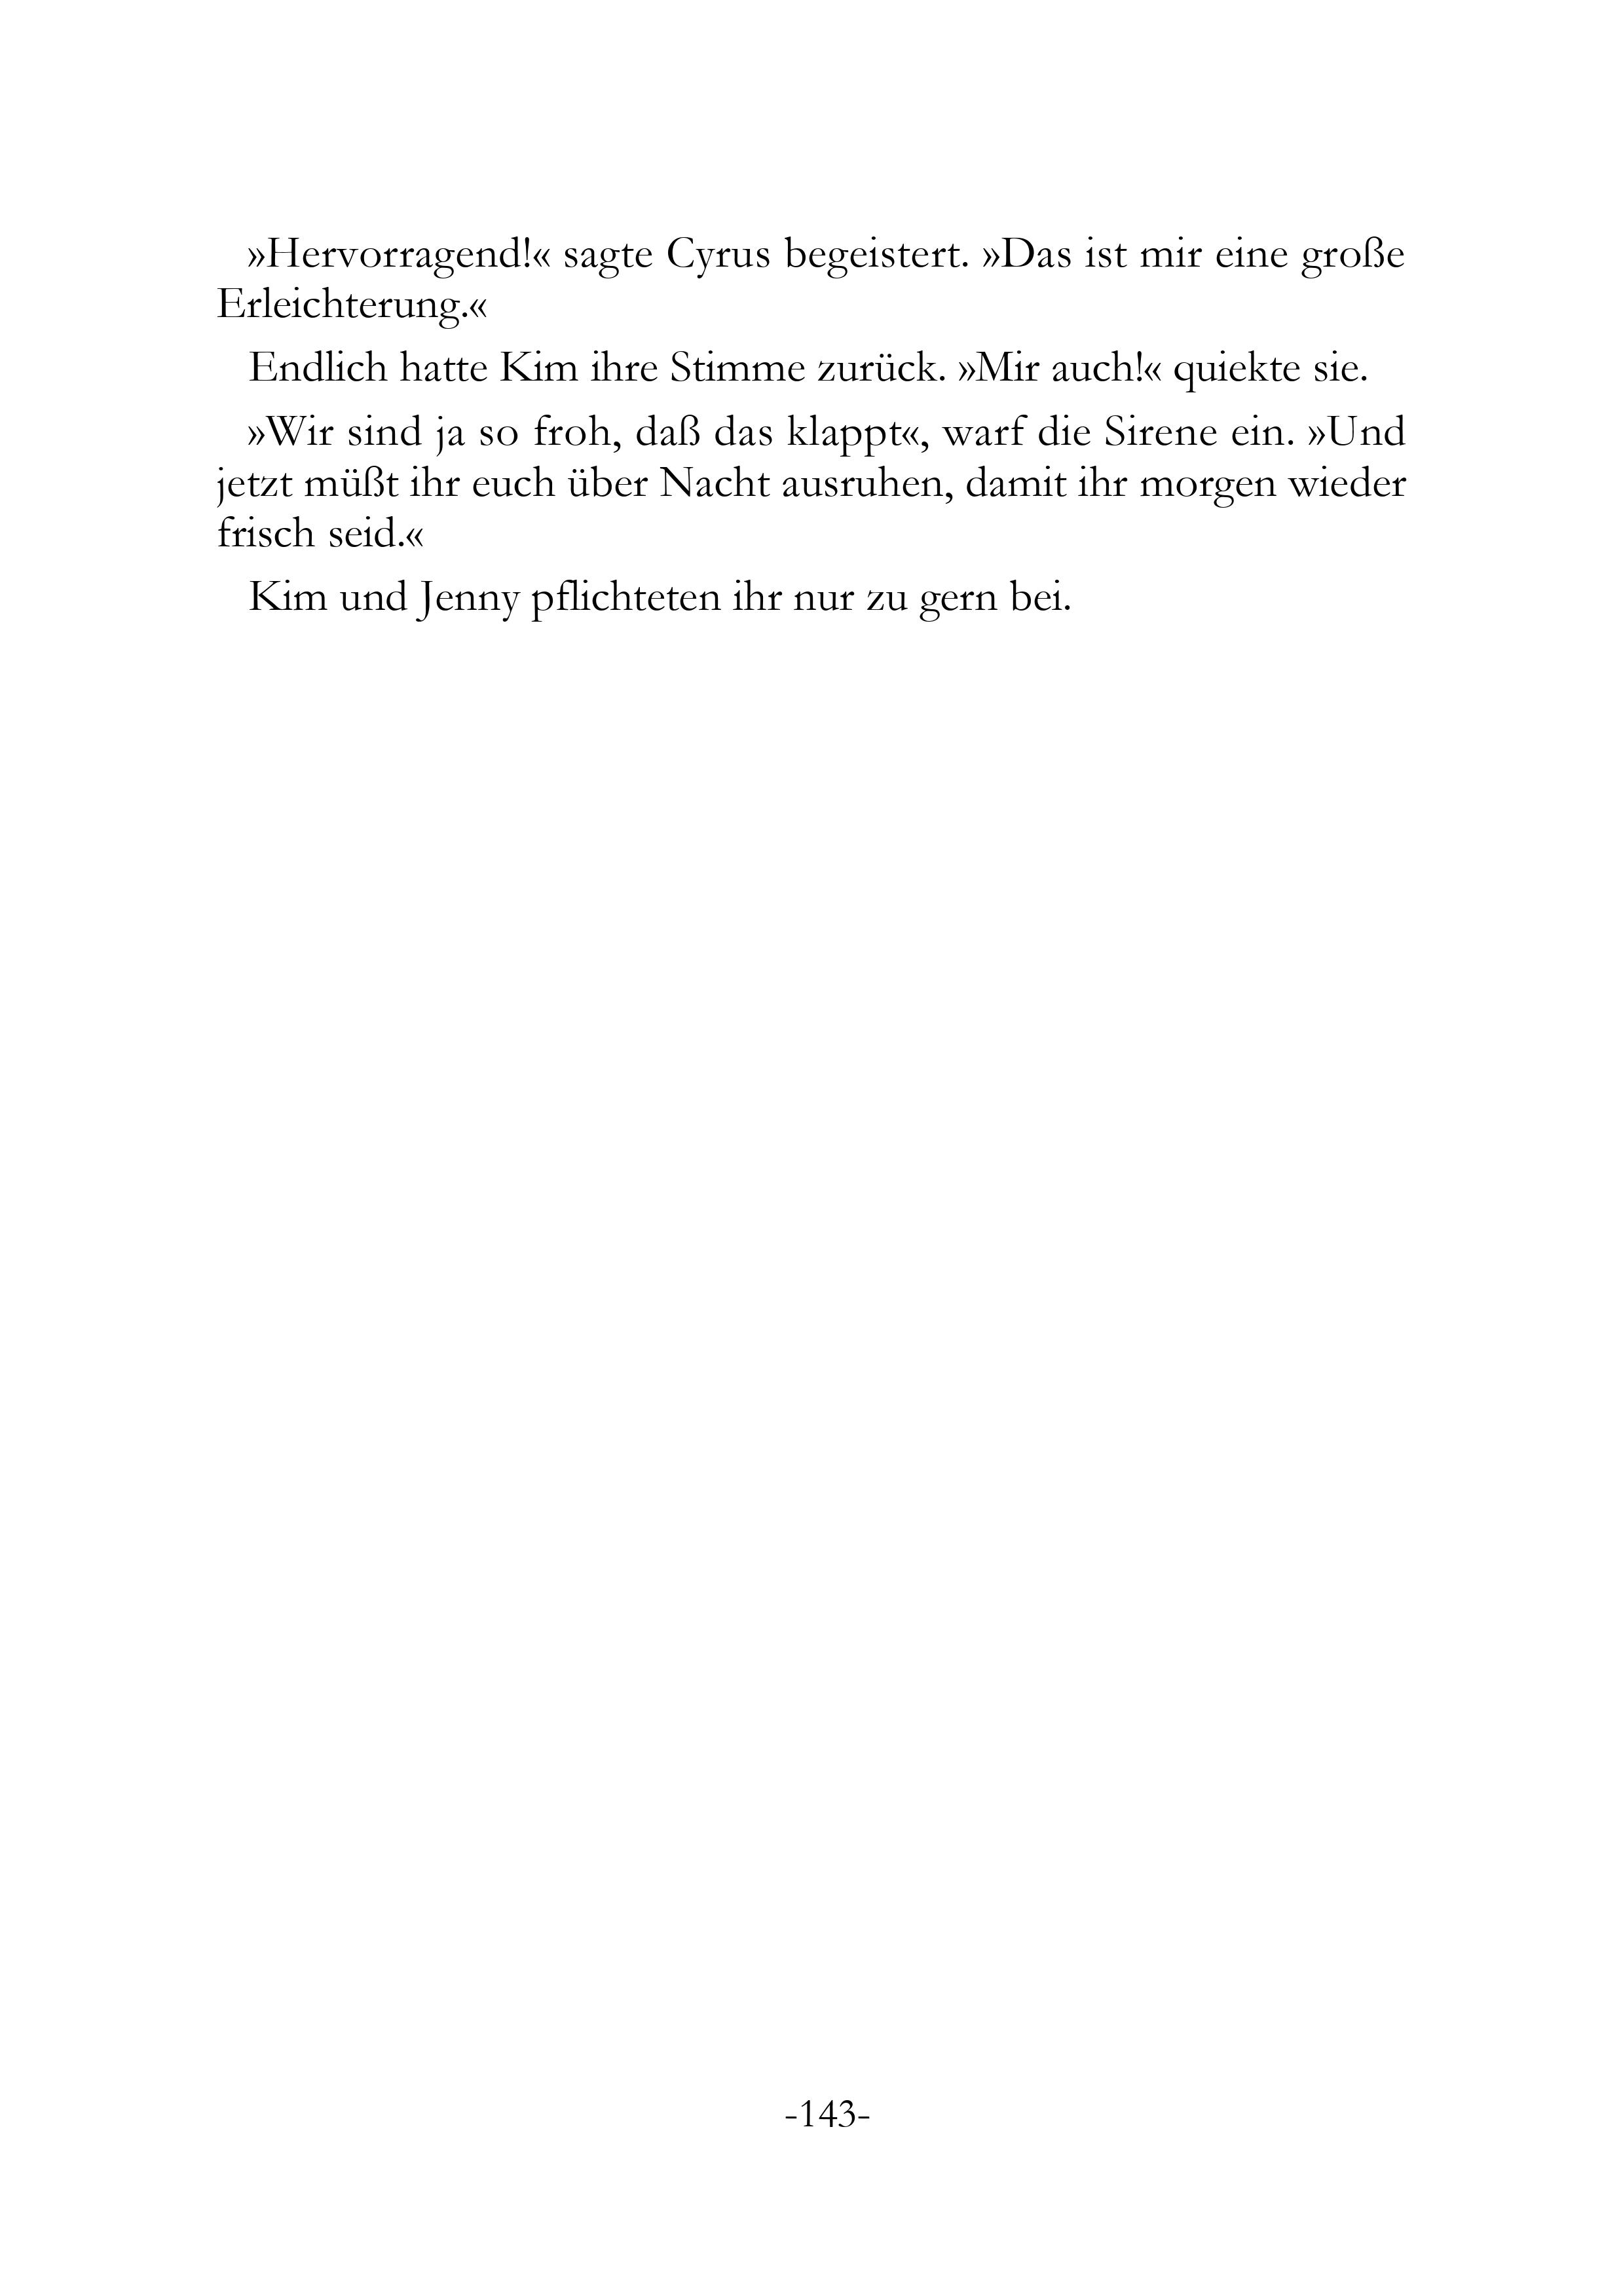 »Hervorragend!« sagte Cyrus begeistert. »Das ist mir eine große
Erleichterung.«
Endlich hatte Kim ihre Stimme zurück. »Mir auch!« quiekte sie.
»Wir sind ja so froh, daß das klappt«, warf die Sirene ein. »Und
jetzt müßt ihr euch über Nacht ausruhen, damit ihr morgen wieder
frisch seid.«
Kim und Jenny pflichteten ihr nur zu gern bei.
-143-